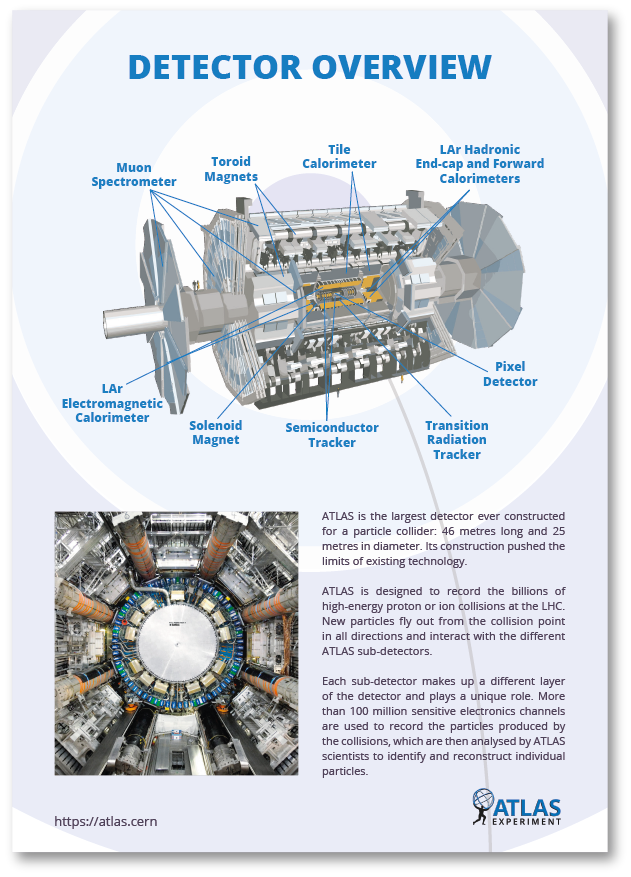 DETECTOR OVERVIEW
Muon
Spectrometer
Toroid
Magnets
Tile
Calorimeter
LAr Hadronic
End-cap and Forward
Calorimeters
LAr
Electromagnetic
Calorimeter
Solenoid
Magnet
Semiconductor
Tracker
Transition
Radiation
Tracker
Pixel
Detector
ATLAS is the largest detector ever constructed
for a particle collider: 46 metres long and 25
metres in diameter. Its construction pushed the
limits of existing technology.
ATLAS is designed to record the billions of
high-energy proton or ion collisions at the LHC.
New particles fly out from the collision point
in all directions and interact with the different
ATLAS sub-detectors.
Each sub-detector makes up a different layer
of the detector and plays a unique role. More
than 100 million sensitive electronics channels
are used to record the particles produced by
the collisions, which are then analysed by ATLAS
scientists to identify and reconstruct individual
particles.
https://atlas.cern
ATLAS
EXPERIMENT